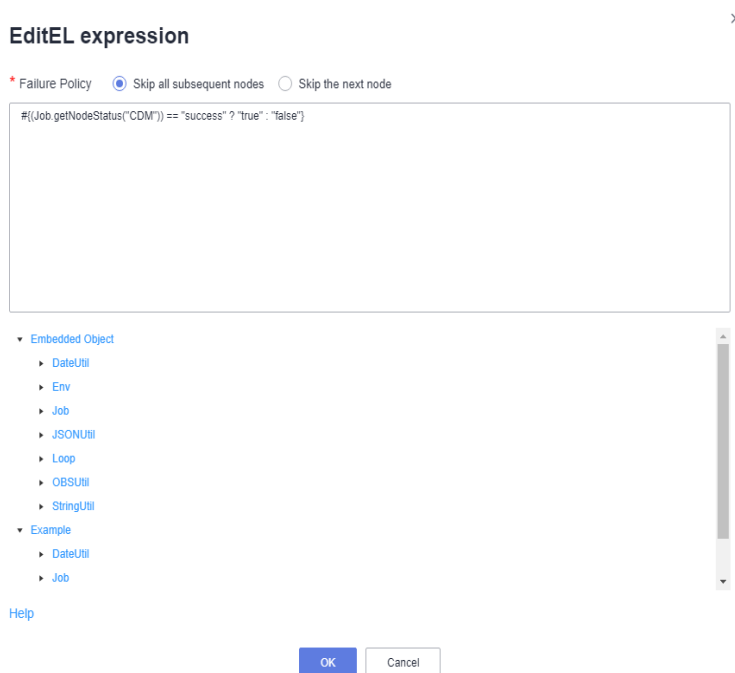 EditEL expression
* Failure Policy Skip all subsequent nodes Skip the next node
#{(Job.getNodeStatus("CDM")) == "success" ? "true" : "false"}
Embedded Object
DateUtil
Env
Job
JSONUtil
Loop
OBSUtil
StringUtil
Example
DateUtil
Job
Help
OK Cancel